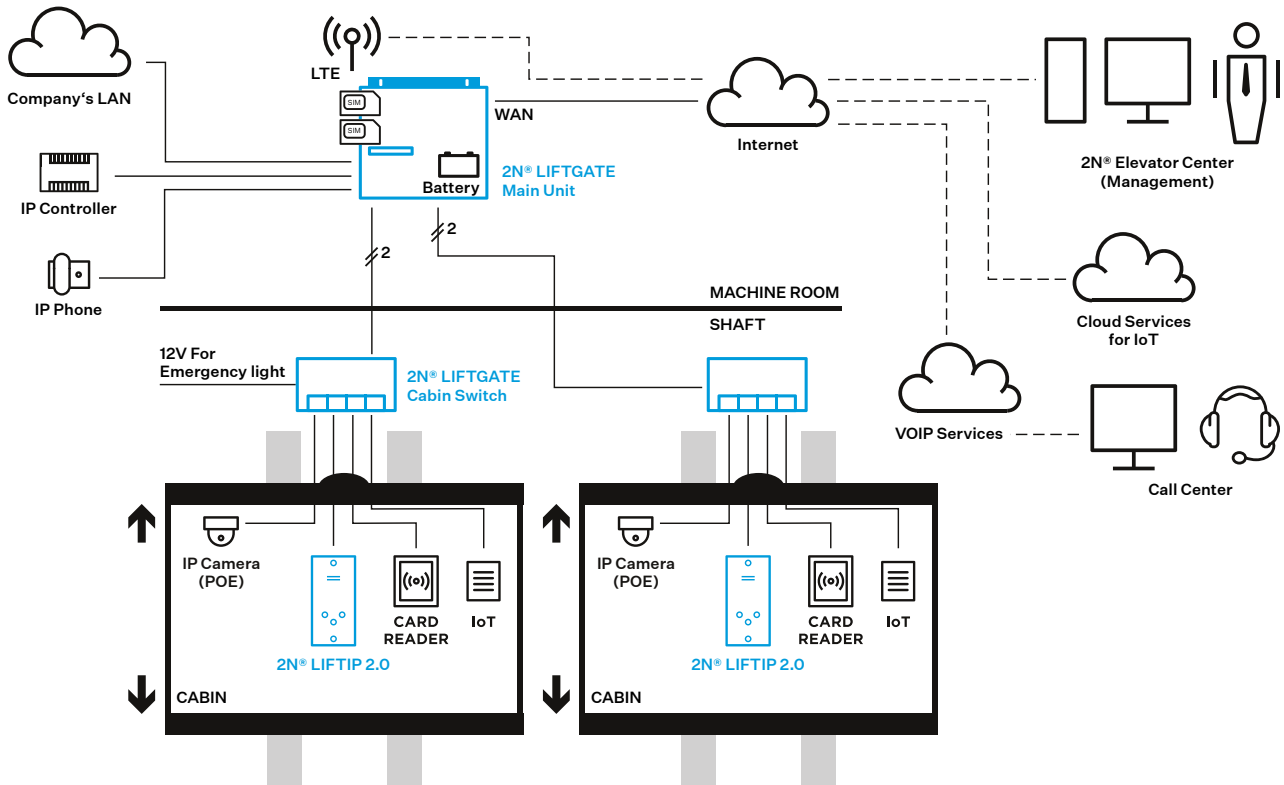 LTE
Company‘s LAN
SIM
SIM
WAN
Internet
2N® Elevator Center
(Management)
Battery
2N® LIFTGATE
Main Unit
IP Controller
2
2
IP Phone
MACHINE ROOM
SHAFT
Cloud Services
for IoT
12V For
Emergency light
2N® LIFTGATE
Cabin Switch
VOIP Services
Call Center
IP Camera
(POE)
CARD
READER
IoT
2N® LIFTIP 2.0
CABIN
IP Camera
(POE)
CARD
READER
IoT
2N® LIFTIP 2.0
CABIN